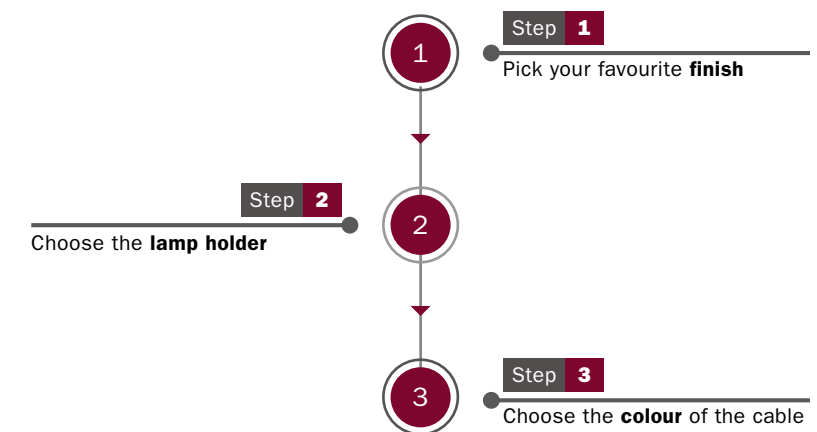 1
Step 1
Pick your favourite finish
Step 2
2
Choose the lamp holder
3
Step 3
Choose the colour of the cable